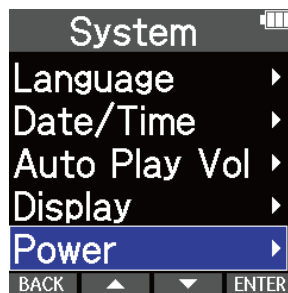 System
Language
Date/Time
Auto Play Vol
Display
Power
BACK ENTER